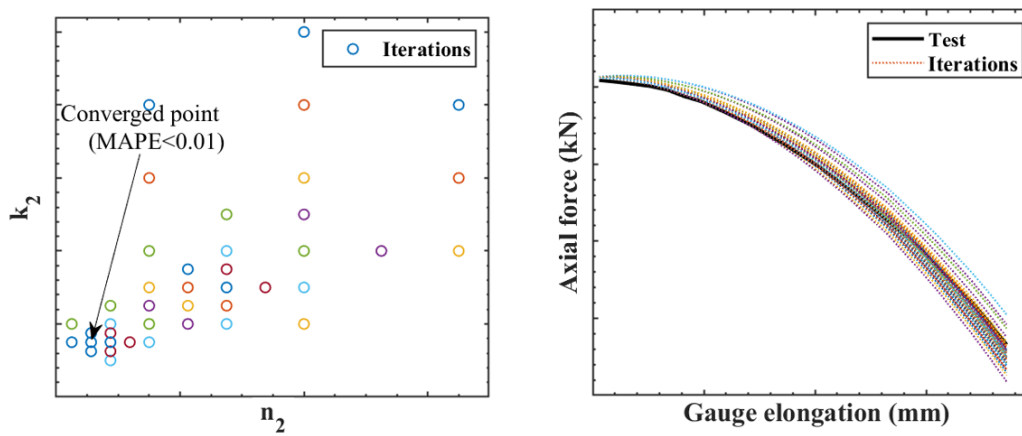 Iterations
Converged point
(MAPE<0.01)
k2
n2
Test
Iterations
Axial force (kN)
Gauge elongation (mm)